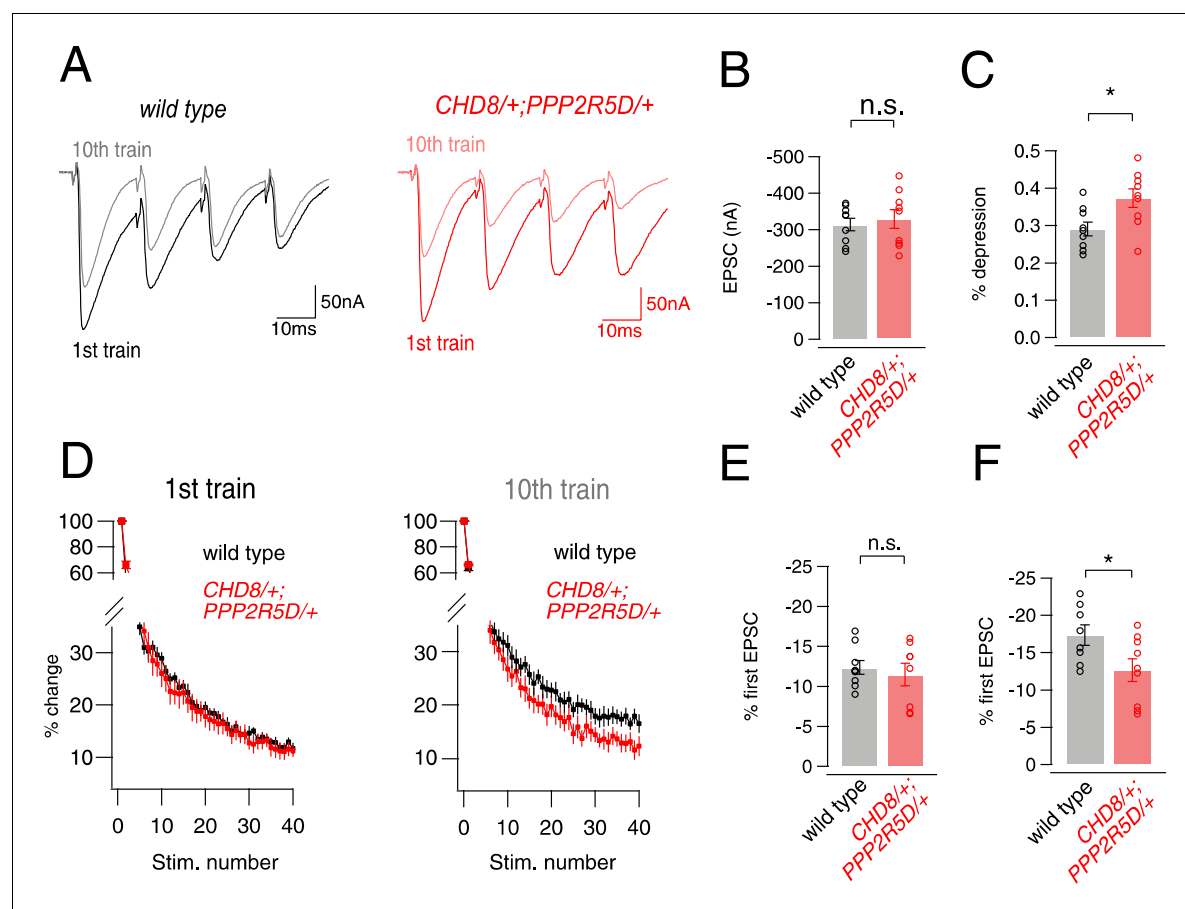 A
wild type
CHD8/+;PPP2R5D/+
10th train
10th train
50nA
10ms
50nA
10ms
1st train
1st train
B
n.s.
-500
-400
-300
-200
-100
0
EPSC (nA)
wild type
CHD8/+;
PPP2R5D/+
C
*
0.5
0.4
0.3
0.2
0.1
0.0
% depression
wild type
CHD8/+;
PPP2R5D/+
D
1st train
100
80
60
wild type
CHD8/+;
PPP2R5D/+
30
20
10
% change
0
10
20
30
40
Stim. number
10th train
100
80
60
wild type
CHD8/+;
PPP2R5D/+
30
20
10
0
10
20
30
40
Stim. number
E
n.s.
-25
-20
-15
-10
-5
0
% first EPSC
wild type
CHD8/+;
PPP2R5D/+
F
*
-25
-20
-15
-10
-5
0
% first EPSC
wild type
CHD8/+;
PPP2R5D/+